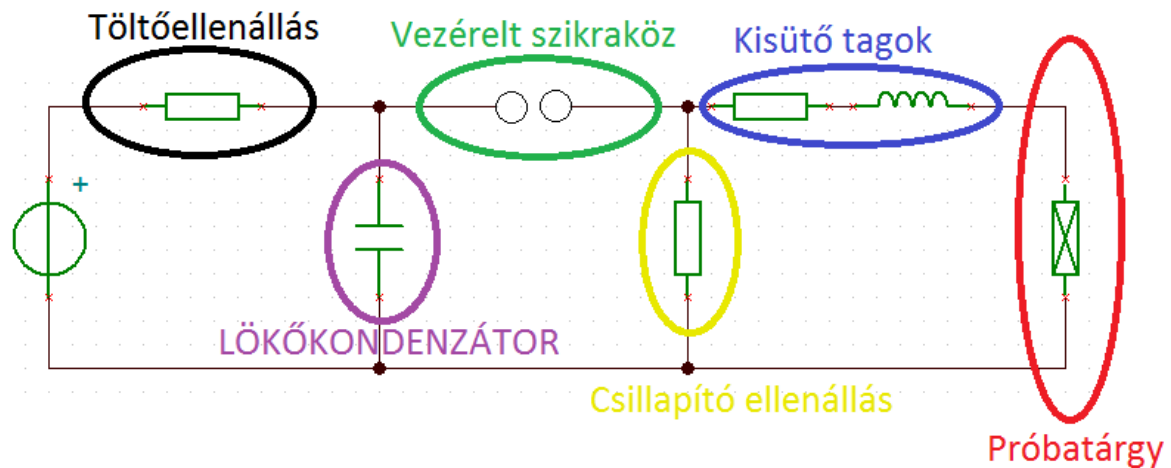 Töltőellenállás
Vezérelt szikraköz
Kisütő tagok
+
LÖKŐKONDENZÁTOR
Csillapító ellenállás
Próbatárgy